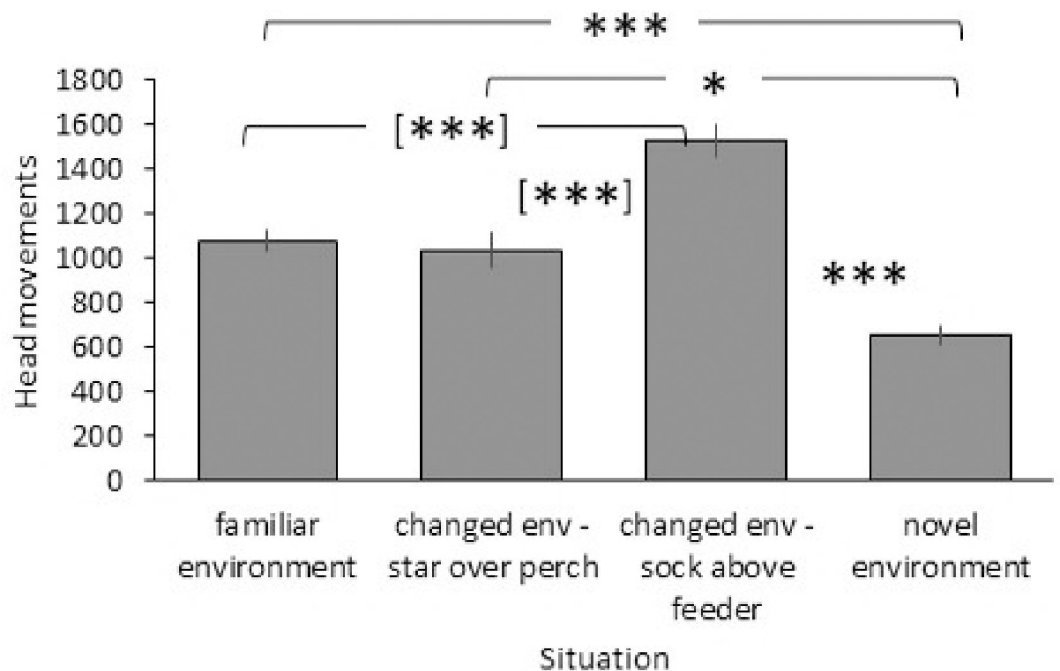 ***
1800
*
1600
[***]
1400
[***]
1200
1000
***
800
600
400
200
0
Head movements
familiar environment
changed env - star over perch
changed env - sock above feeder
novel environment
Situation